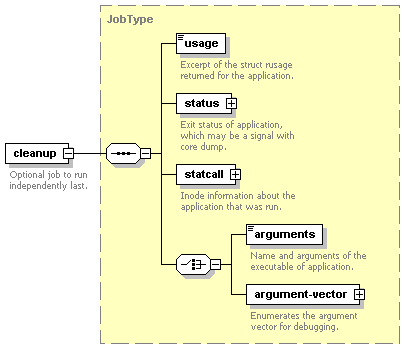 JobType
usage
Excerpt of the struct rusage
returned for the application.
status
Exit status of application,
which may be a signal with
core dump.
cleanup
Optional job to run
independently last.
statcall
Inode information about the
application that was run.
arguments
Name and arguments of the
executable of application.
argument-vector
Enumerates the argument
vector for debugging.